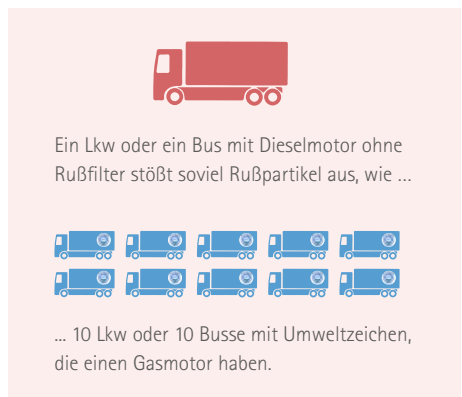 Ein Lkw oder ein Bus mit Dieselmotor ohne
Rußfilter stößt soviel Rußpartikel aus, wie ...
... 10 Lkw oder 10 Busse mit Umweltzeichen,
die einen Gasmotor haben.